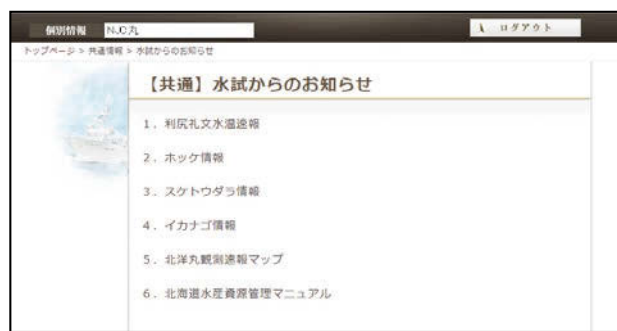 個別情報 NJC丸 ログアウト
トップページ > 共通情報 > 水試からのお知らせ
【共通】水試からのお知らせ
1. 利尻礼文水温速報
2. ホッケ情報
3. スケトウダラ情報
4. イカナゴ情報
5. 北洋丸観測速報マップ
6. 北海道水産資源管理マニュアル